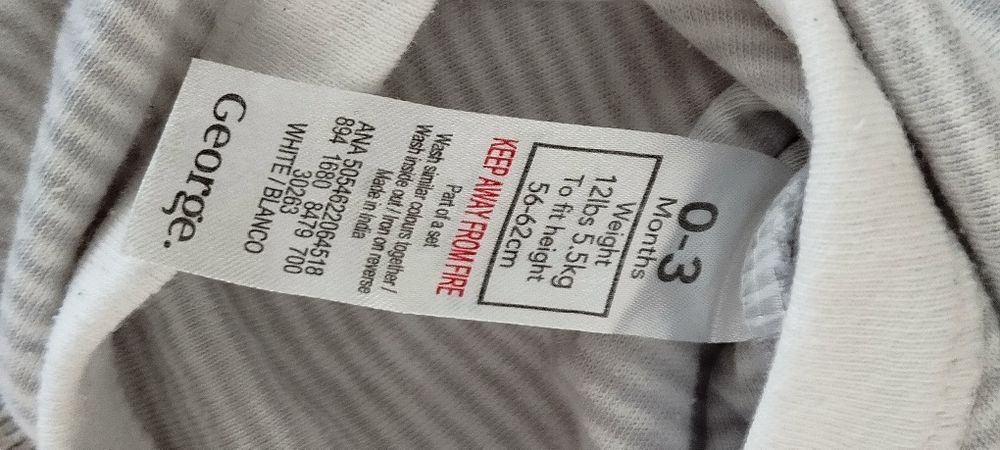 0-3
Months
Weight
12lbs 5.5kg
To fit height
56-62cm
KEEP AWAY FROM FIRE
Part of a set
Wash similar colours together /
Wash inside out / Iron on reverse
Made in India
ANA 5054622064518
894 1680 8479 700
30263
WHITE BLANCO
George.